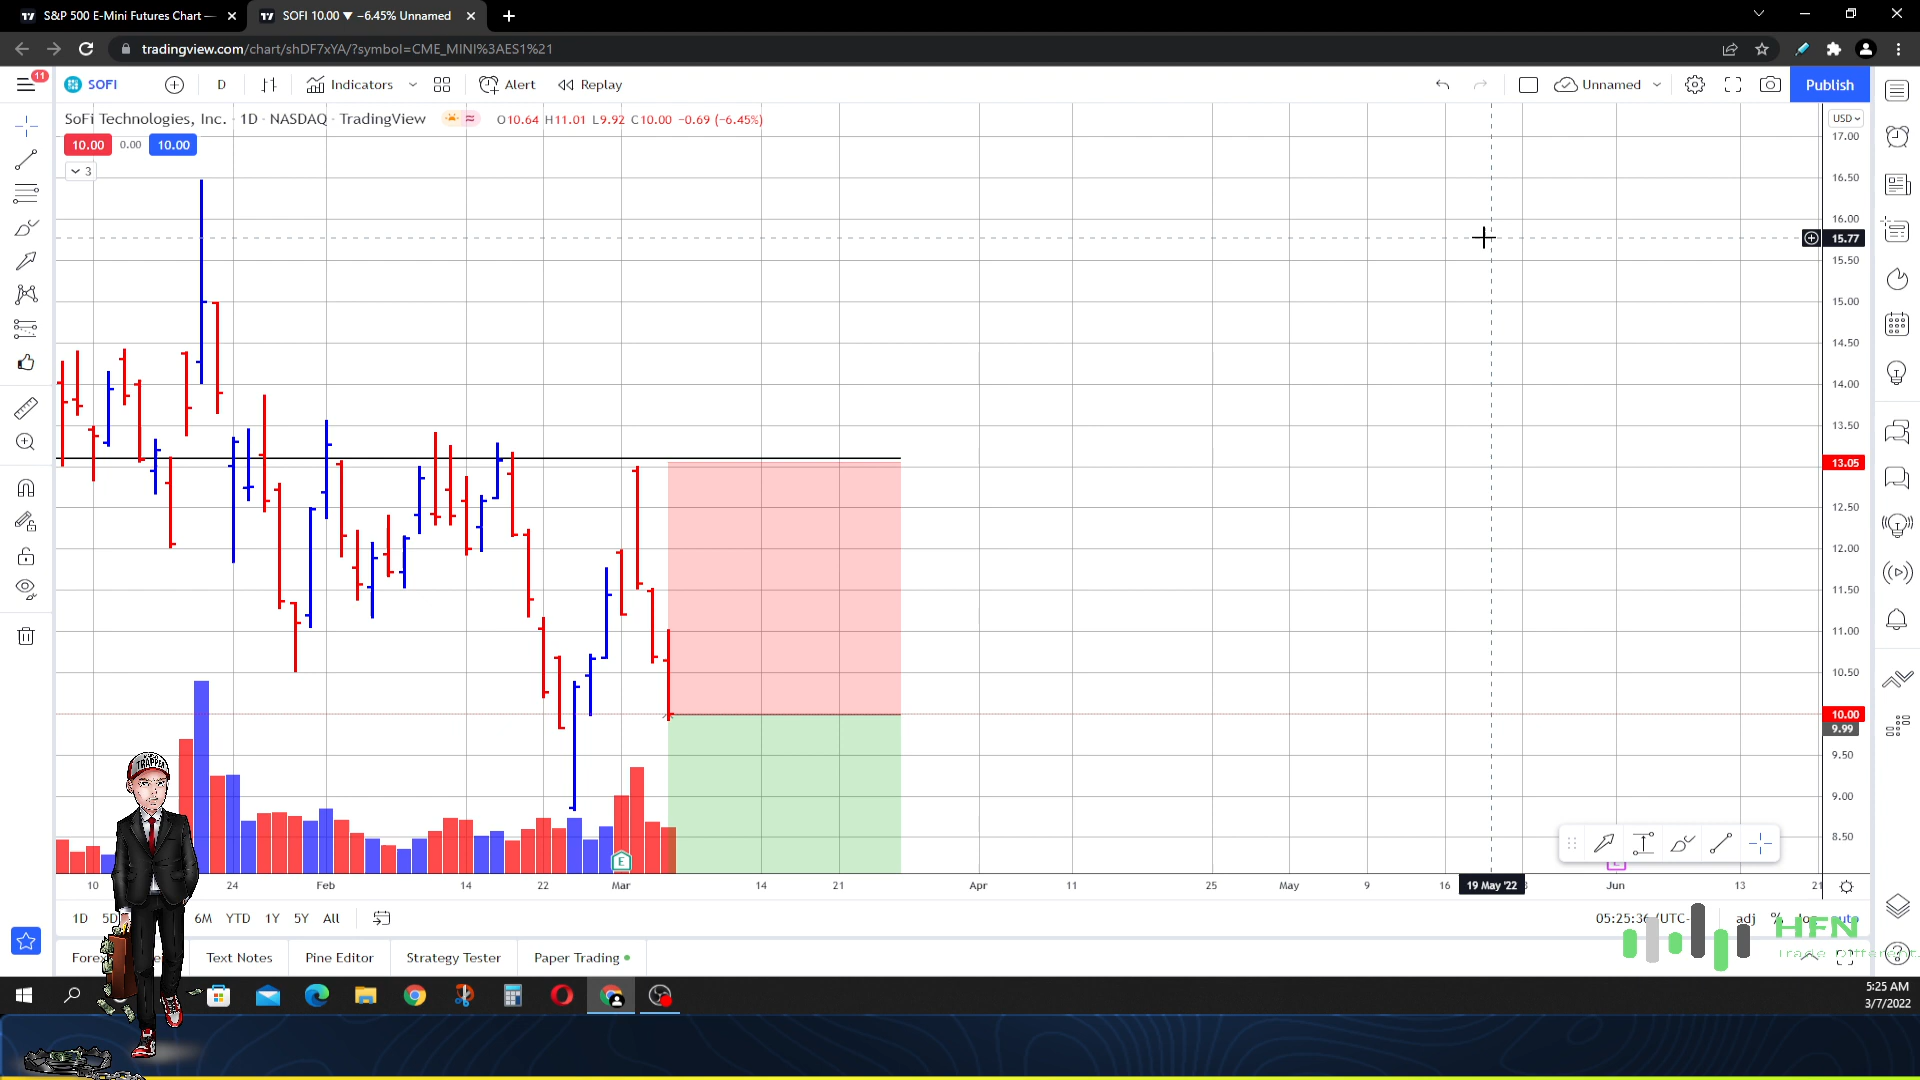 S&P 500 E-Mini Futures Chart —
SOFI 10.00 ▼ −6.45% Unnamed
tradingview.com/chart/shDF7xYA/?symbol=CME_MINI%3AES1%21
11
SOFI
D
Indicators
Alert
Replay
Unnamed
Publish
SoFi Technologies, Inc. · 1D · NASDAQ · TradingView
O10.64 H11.01 L9.92 C10.00 −0.69 (−6.45%)
USD
10.00
0.00
10.00
3
17.00
16.50
16.00
15.77
15.50
15.00
14.50
14.00
13.50
13.05
12.50
12.00
11.50
11.00
10.50
10.00
9.99
9.50
9.00
8.50
TRAPPER
E
10
24
Feb
14
22
Mar
14
21
Apr
11
25
May
9
16
19 May '22
Jun
13
21
1D
6M
YTD
1Y
5Y
All
adj
%
HFN
Trade Different.
Text Notes
Pine Editor
Strategy Tester
Paper Trading
5:25 AM
3/7/2022